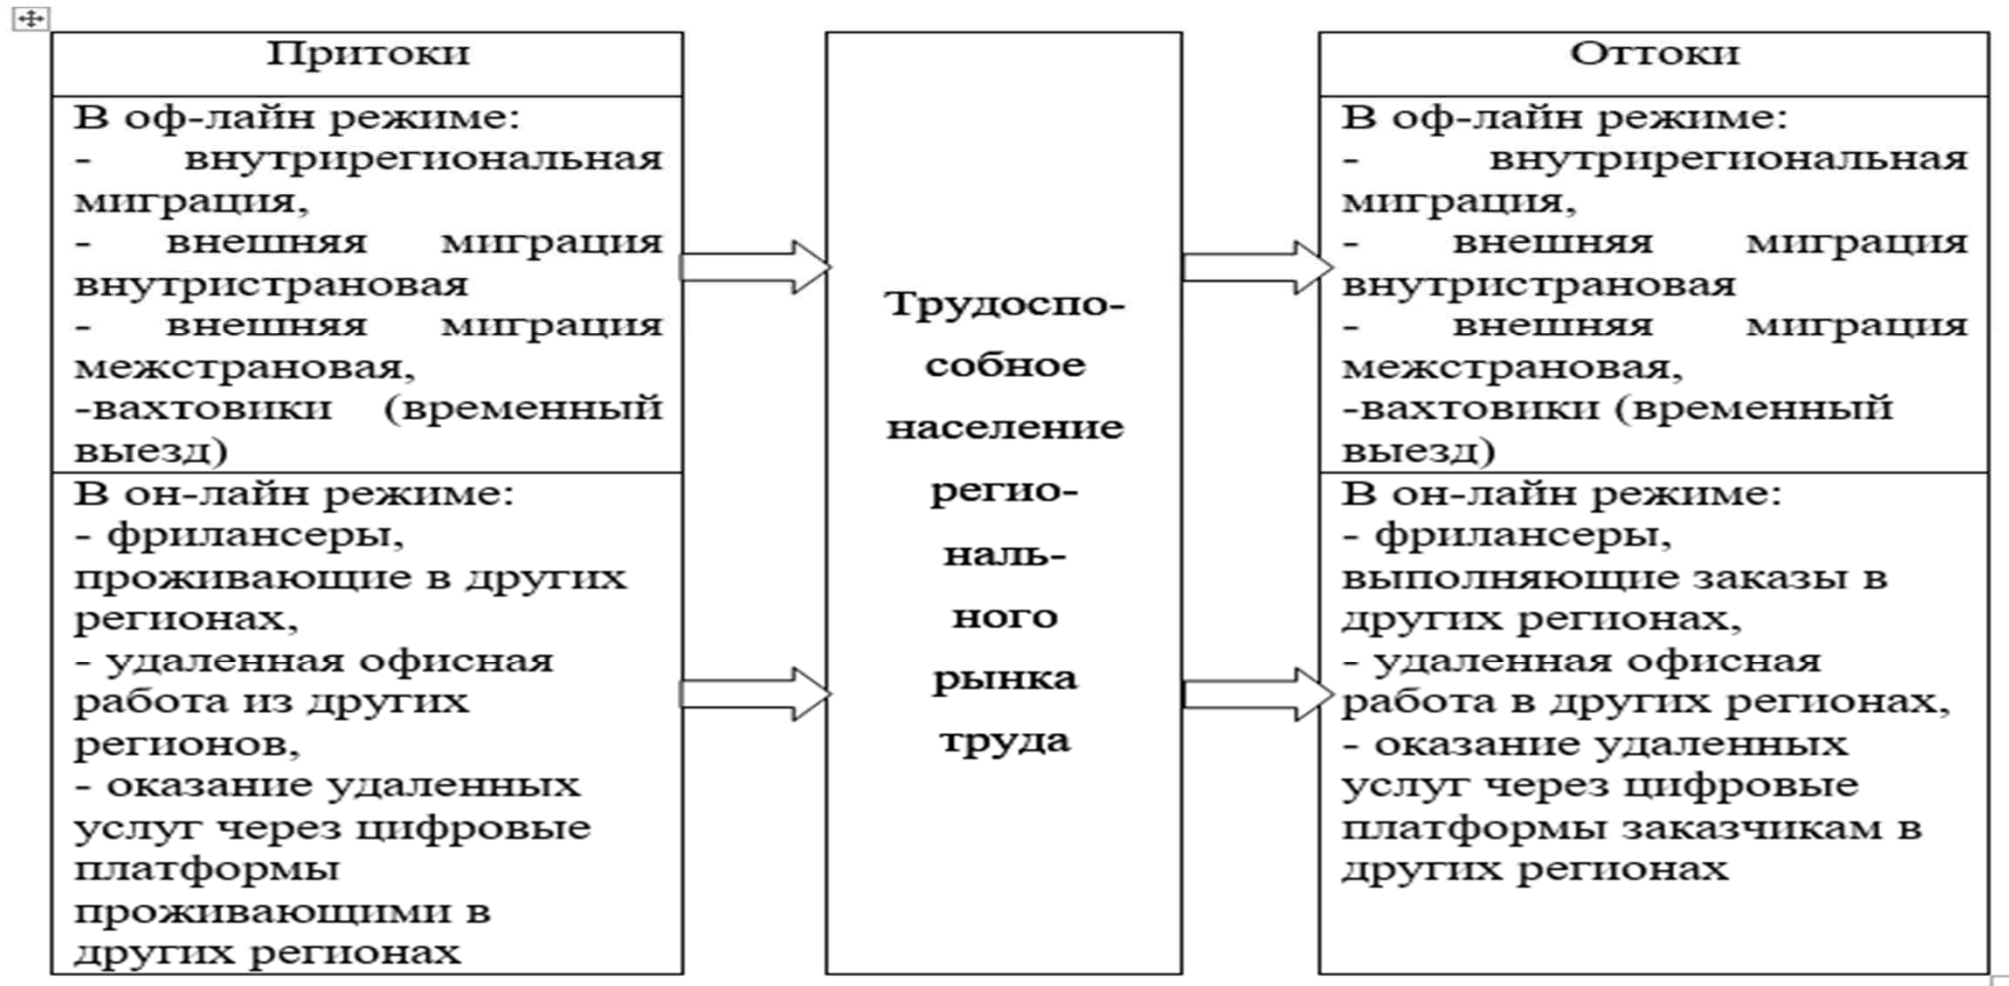 Притоки
В оф-лайн режиме:
- внутрирегиональная
миграция,
- внешняя миграция
внутристрановая
- внешняя миграция
межстрановая,
-вахтовики (временный
выезд)
В он-лайн режиме:
- фрилансеры,
проживающие в других
регионах,
- удаленная офисная
работа из других
регионов,
- оказание удаленных
услуг через цифровые
платформы
проживающими в
других регионах
Трудоспо-
собное
население
регио-
наль-
ного
рынка
труда
Оттоки
В оф-лайн режиме:
- внутрирегиональная
миграция,
- внешняя миграция
внутристрановая
- внешняя миграция
межстрановая,
-вахтовики (временный
выезд)
В он-лайн режиме:
- фрилансеры,
выполняющие заказы в
других регионах,
- удаленная офисная
работа в других регионах,
- оказание удаленных
услуг через цифровые
платформы заказчикам в
других регионах